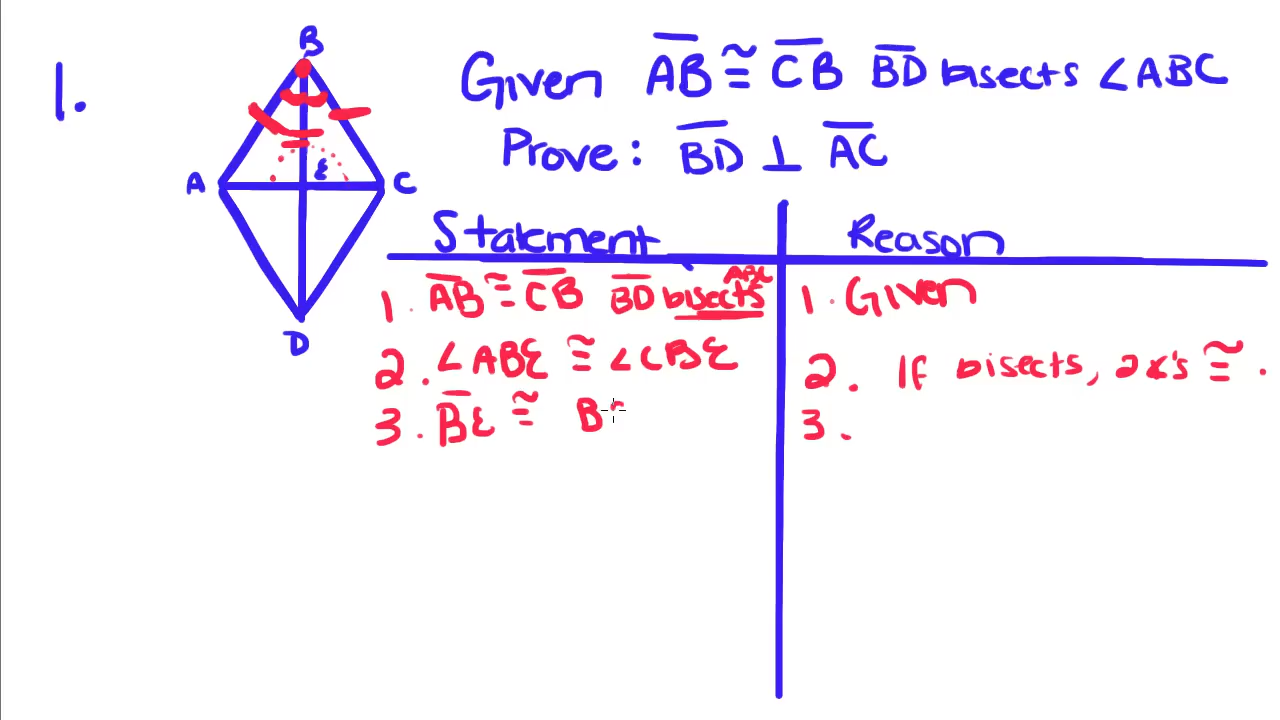 1.
B
A
E
C
D
Given AB ≅ CB BD bisects ∠ABC
Prove: BD ⊥ AC
Statement Reason
1. AB ≅ CB BD bisects ABC 1. Given
2. ∠ABE ≅ ∠CBE 2. If bisects, 2 ∠'s ≅.
3. BE ≅ B 3.